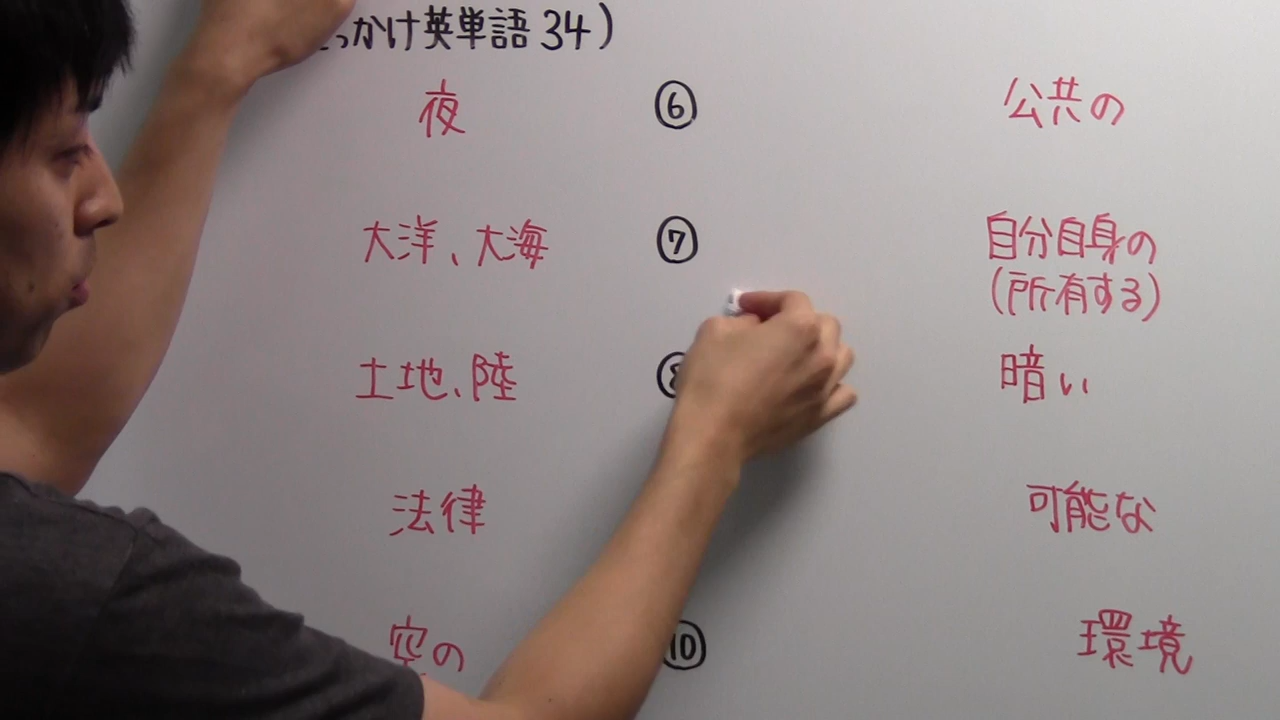 っかけ英単語34)
夜
大洋、大海
土地、陸
法律
空の
⑥ 公共の
⑦ 自分自身の
(所有する)
⑧ 暗い
可能な
⑩ 環境